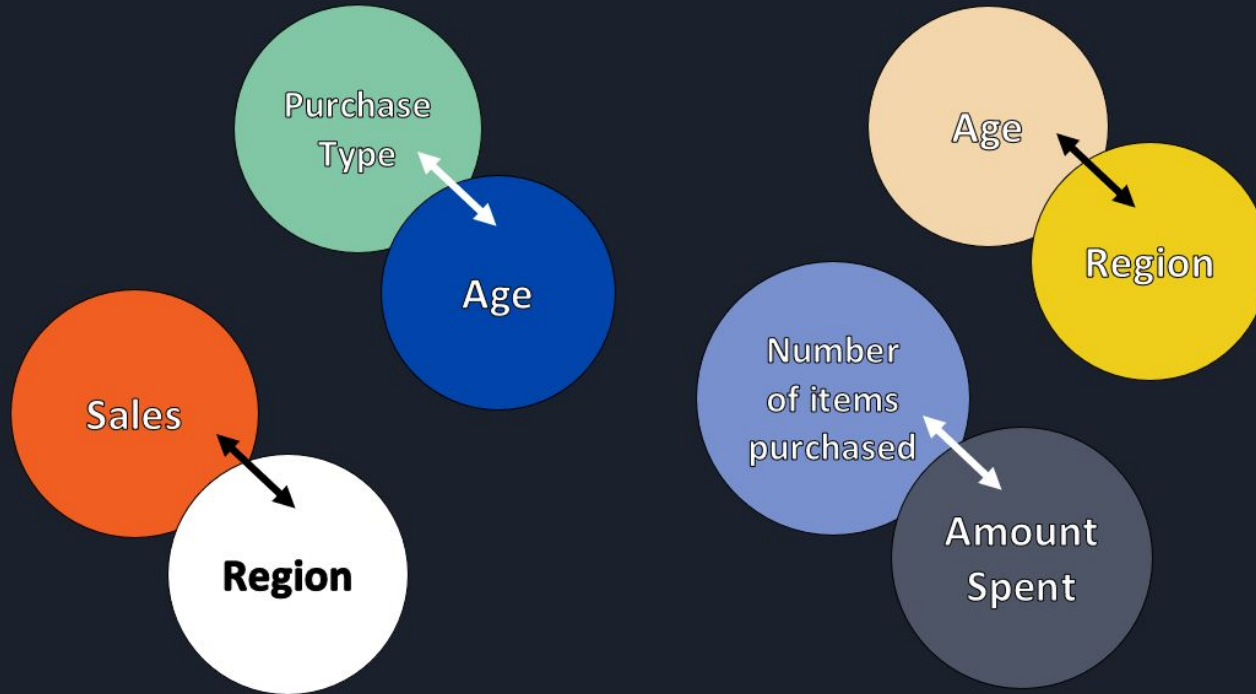 Purchase
Type
Age
Sales
Region
Age
Region
Number
of items
purchased
Amount
Spent